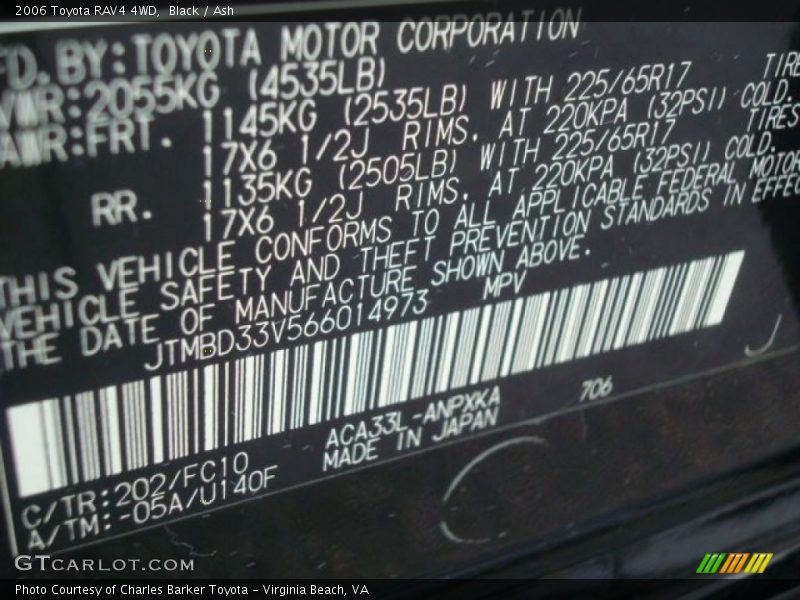 2006 Toyota RAV4 4WD, Black / Ash
FD.BY:TOYOTA MOTOR CORPORATION
VWR:2055KG (4535LB)
AWR:FRT. 1145KG (2535LB) WITH 225/65R17 TIRE
17X6 1/2J RIMS, AT 220KPA (32PSI) COLD.
RR. 1135KG (2505LB) WITH 225/65R17 TIRES
17X6 1/2J RIMS, AT 220KPA (32PSI) COLD.
THIS VEHICLE CONFORMS TO ALL APPLICABLE FEDERAL MOTOR
VEHICLE SAFETY AND THEFT PREVENTION STANDARDS IN EFFEC
THE DATE OF MANUFACTURE SHOWN ABOVE.
JTMBD33V566014973 MPV
ACA33L-ANPXKA 706
MADE IN JAPAN
C/TR:202/FC10
A/TM:-05A/U140F
GTCARLOT.COM
Photo Courtesy of Charles Barker Toyota - Virginia Beach, VA